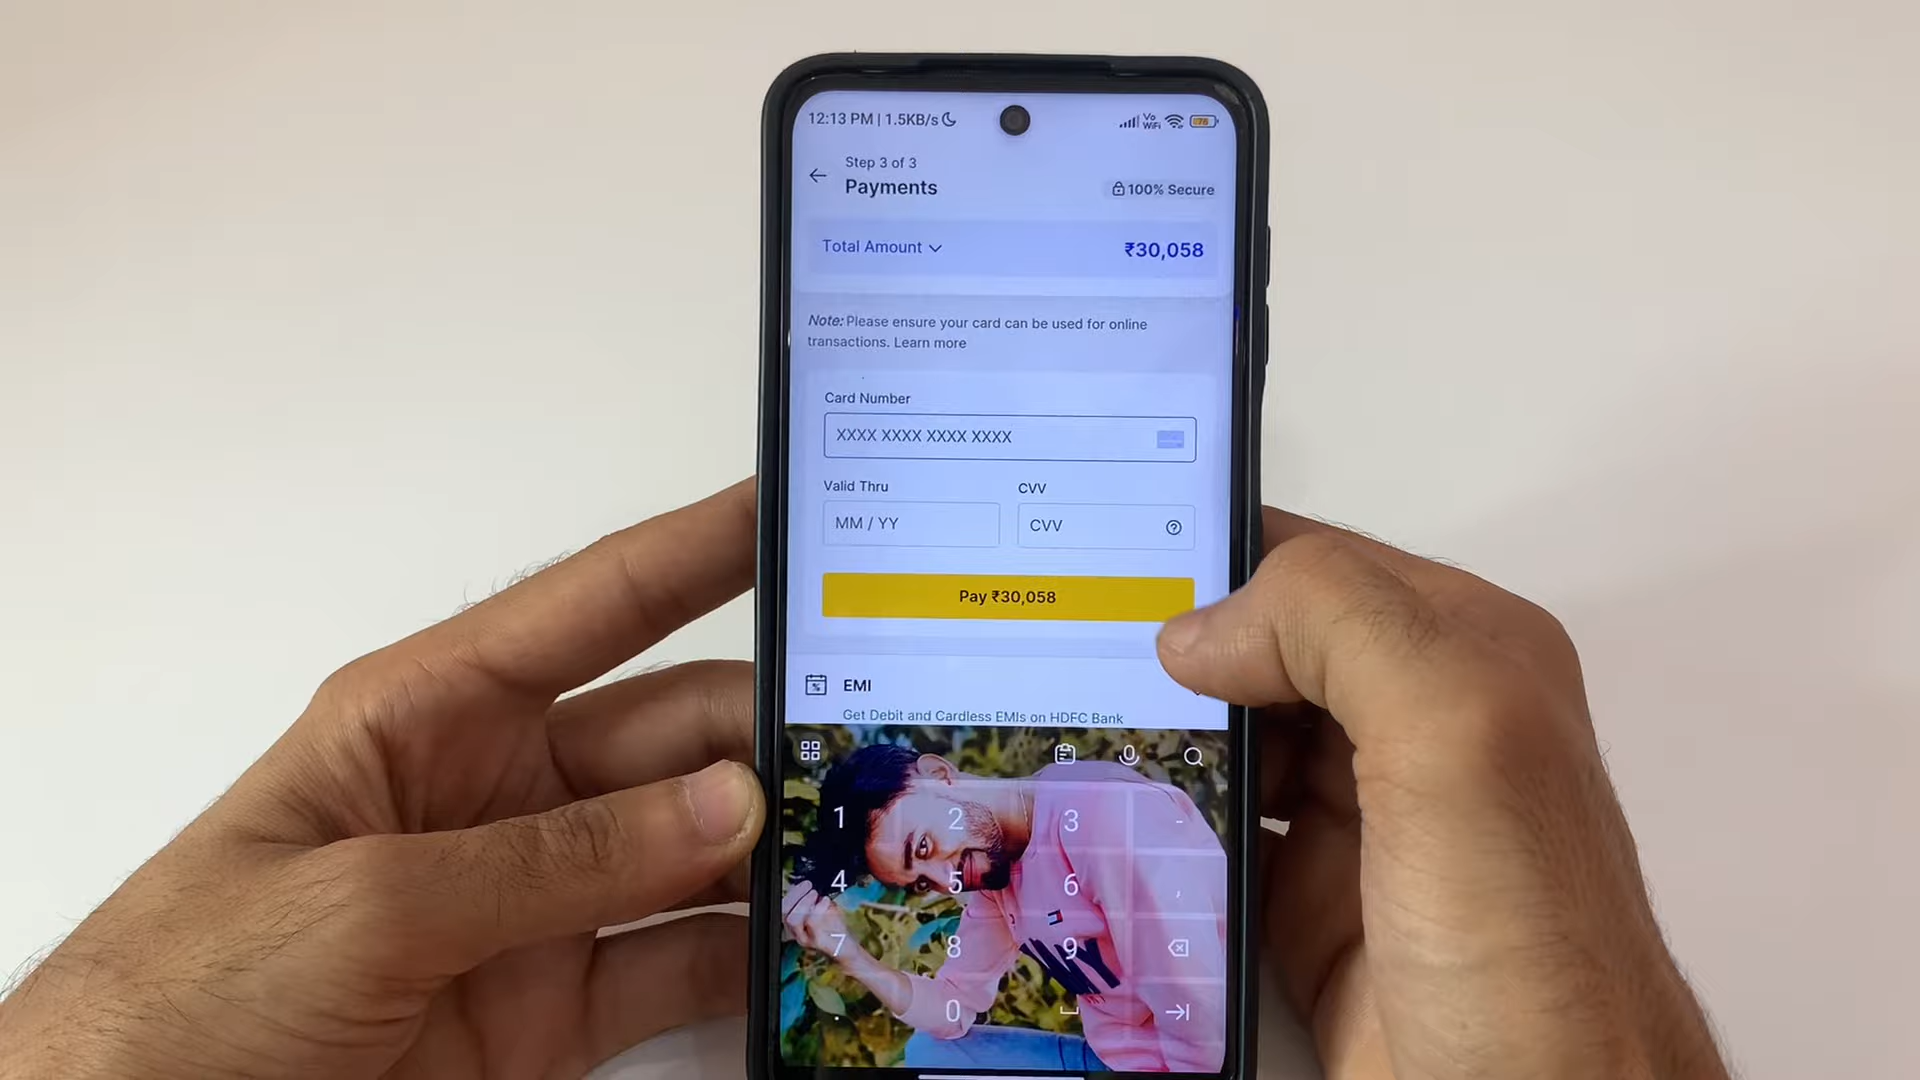 12:13 PM | 1.5KB/s
Vo
WiFi
76
Step 3 of 3
Payments
100% Secure
Total Amount
₹30,058
Note: Please ensure your card can be used for online
transactions. Learn more
Card Number
XXXX XXXX XXXX XXXX
Valid Thru
CVV
MM / YY
CVV
Pay ₹30,058
EMI
Get Debit and Cardless EMIs on HDFC Bank
1 2 3 -
4 5 6 ,
7 8 9
. 0